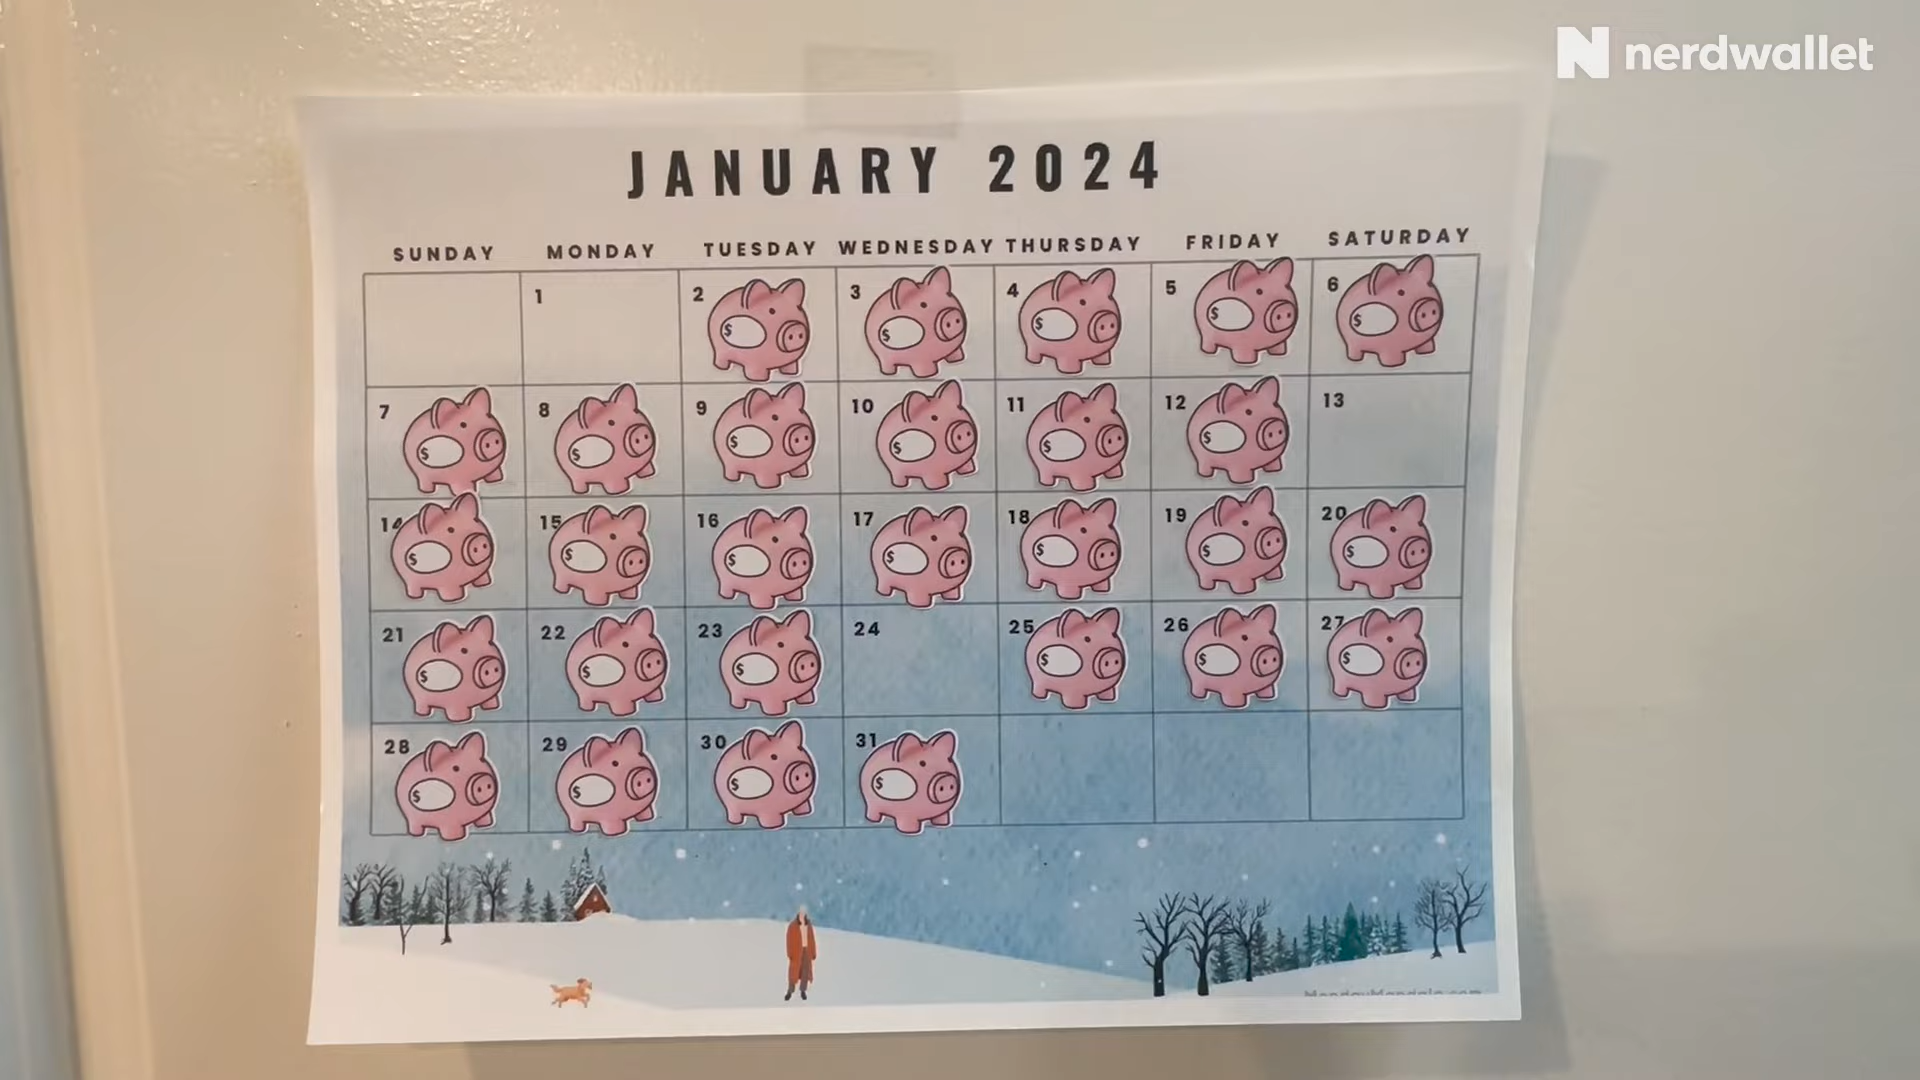 nerdwallet
JANUARY 2024
SUNDAY MONDAY TUESDAY WEDNESDAY THURSDAY FRIDAY SATURDAY
1 2 $ 3 $ 4 $ 5 $ 6 $
7 $ 8 $ 9 $ 10 $ 11 $ 12 $ 13
14 $ 15 $ 16 $ 17 $ 18 $ 19 $ 20 $
21 $ 22 $ 23 $ 24 25 $ 26 $ 27 $
28 $ 29 $ 30 $ 31 $